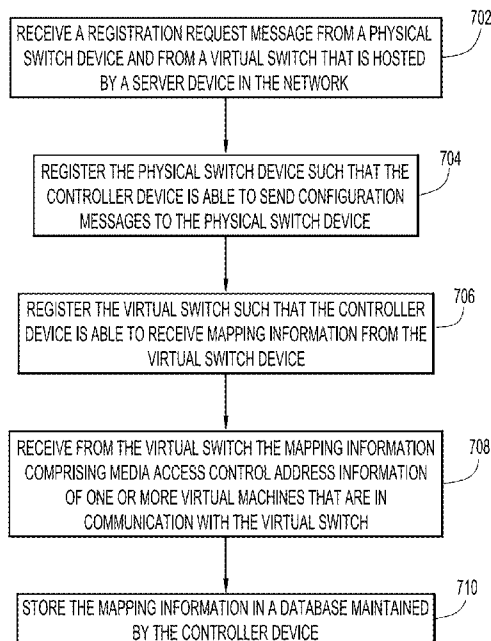 702
RECEIVE A REGISTRATION REQUEST MESSAGE FROM A PHYSICAL
SWITCH DEVICE AND FROM A VIRTUAL SWITCH THAT IS HOSTED
BY A SERVER DEVICE IN THE NETWORK
704
REGISTER THE PHYSICAL SWITCH DEVICE SUCH THAT THE
CONTROLLER DEVICE IS ABLE TO SEND CONFIGURATION
MESSAGES TO THE PHYSICAL SWITCH DEVICE
706
REGISTER THE VIRTUAL SWITCH SUCH THAT THE CONTROLLER
DEVICE IS ABLE TO RECEIVE MAPPING INFORMATION FROM THE
VIRTUAL SWITCH DEVICE
708
RECEIVE FROM THE VIRTUAL SWITCH THE MAPPING INFORMATION
COMPRISING MEDIA ACCESS CONTROL ADDRESS INFORMATION
OF ONE OR MORE VIRTUAL MACHINES THAT ARE IN
COMMUNICATION WITH THE VIRTUAL SWITCH
710
STORE THE MAPPING INFORMATION IN A DATABASE MAINTAINED
BY THE CONTROLLER DEVICE